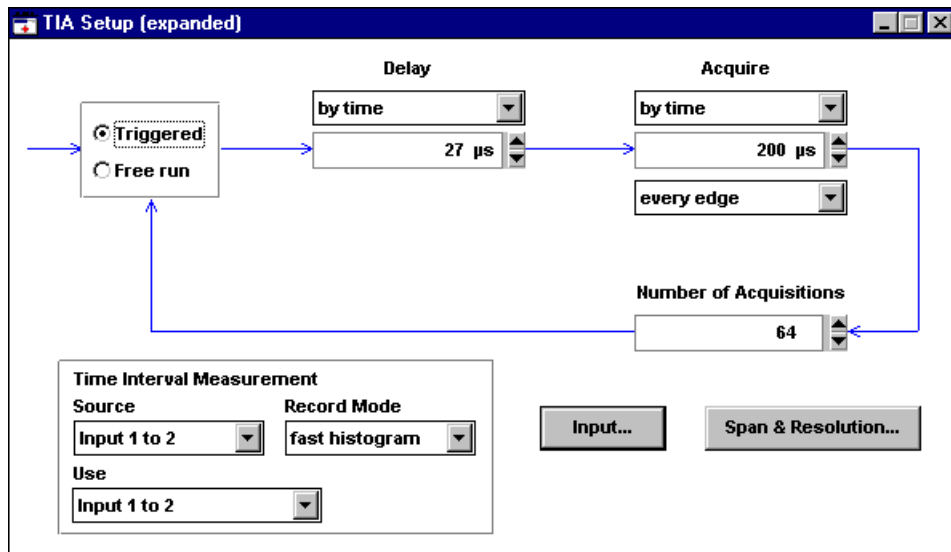 TIA Setup (expanded)
Delay
Acquire
by time
by time
Triggered
27 µs
200 µs
Free run
every edge
Number of Acquisitions
64
Time Interval Measurement
Source
Record Mode
Input 1 to 2
fast histogram
Input...
Span & Resolution...
Use
Input 1 to 2